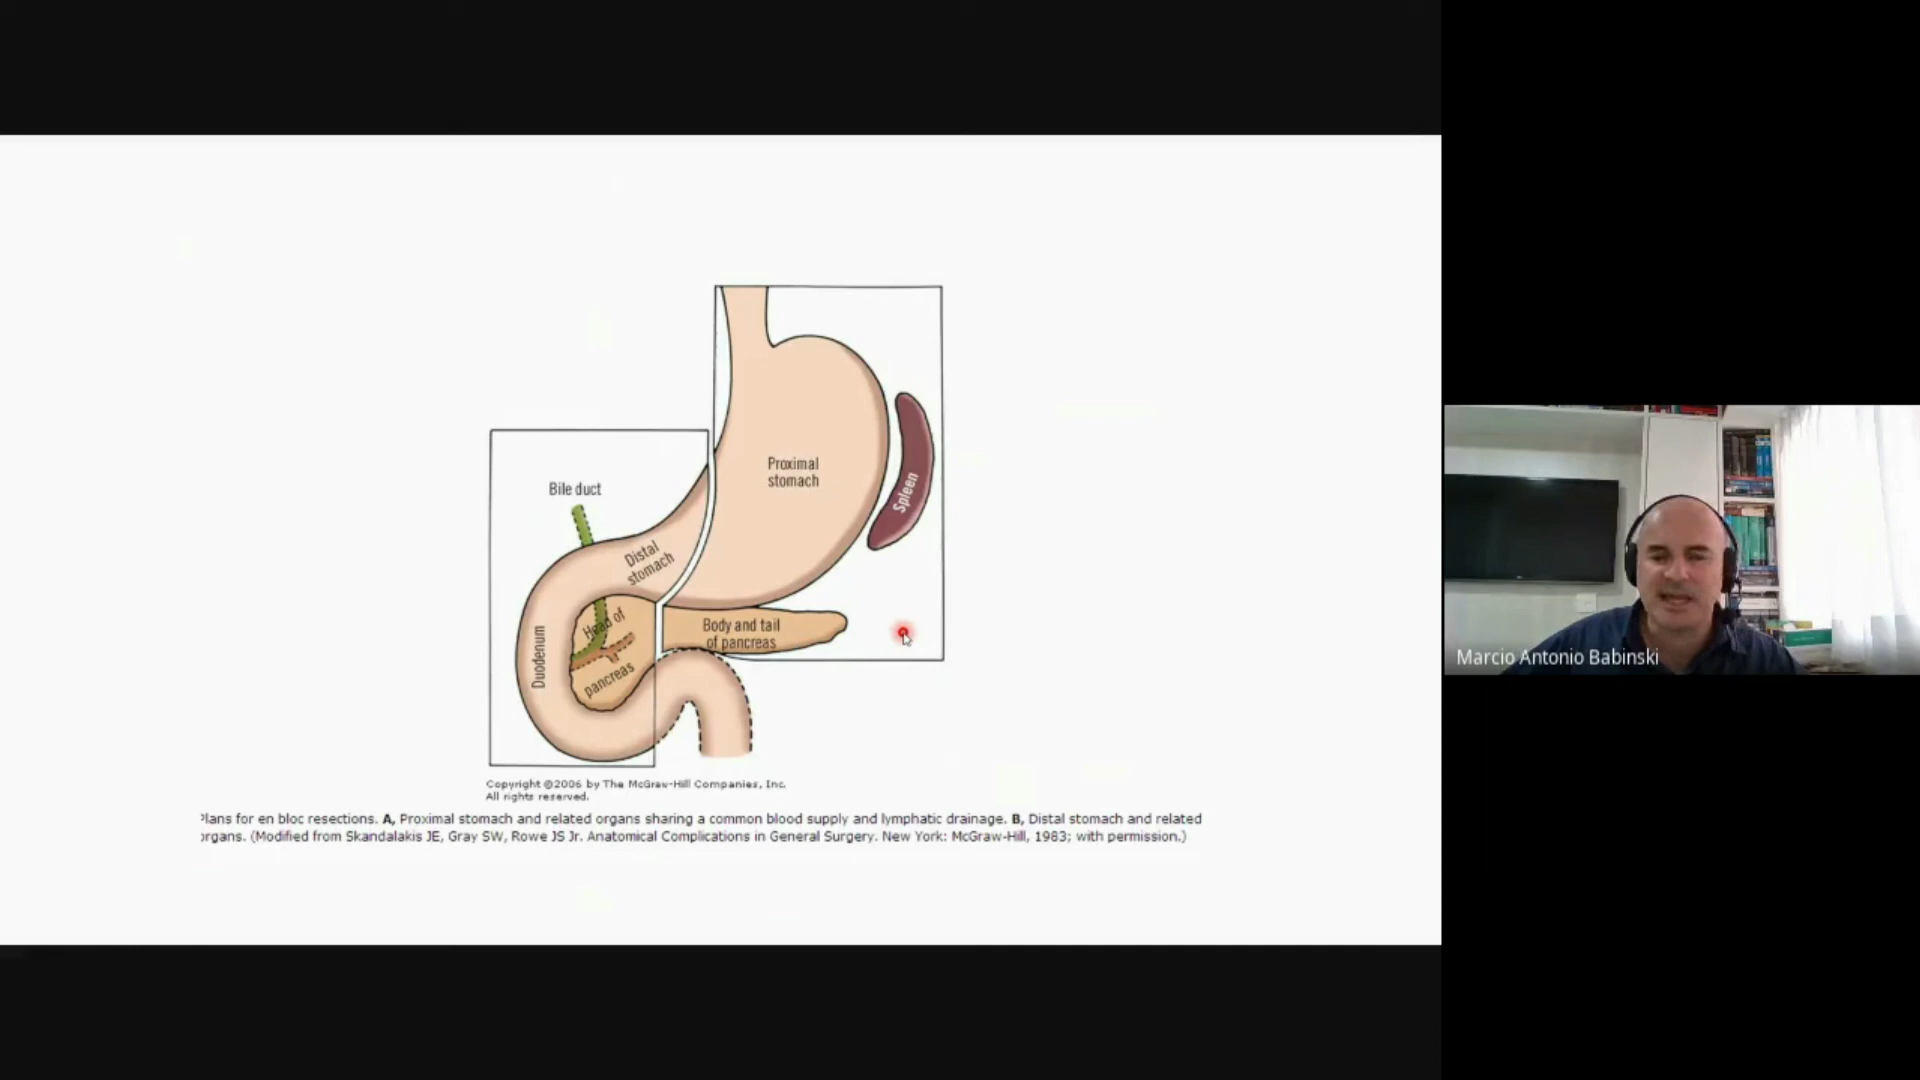 Proximal
stomach
Spleen
Bile duct
Distal
stomach
Head of
pancreas
Body and tail
of pancreas
Duodenum
Copyright ©2006 by The McGraw-Hill Companies, Inc.
All rights reserved.
Plans for en bloc resections. A, Proximal stomach and related organs sharing a common blood supply and lymphatic drainage. B, Distal stomach and related
organs. (Modified from Skandalakis JE, Gray SW, Rowe JS Jr. Anatomical Complications in General Surgery. New York: McGraw-Hill, 1983; with permission.)
Marcio Antonio Babinski